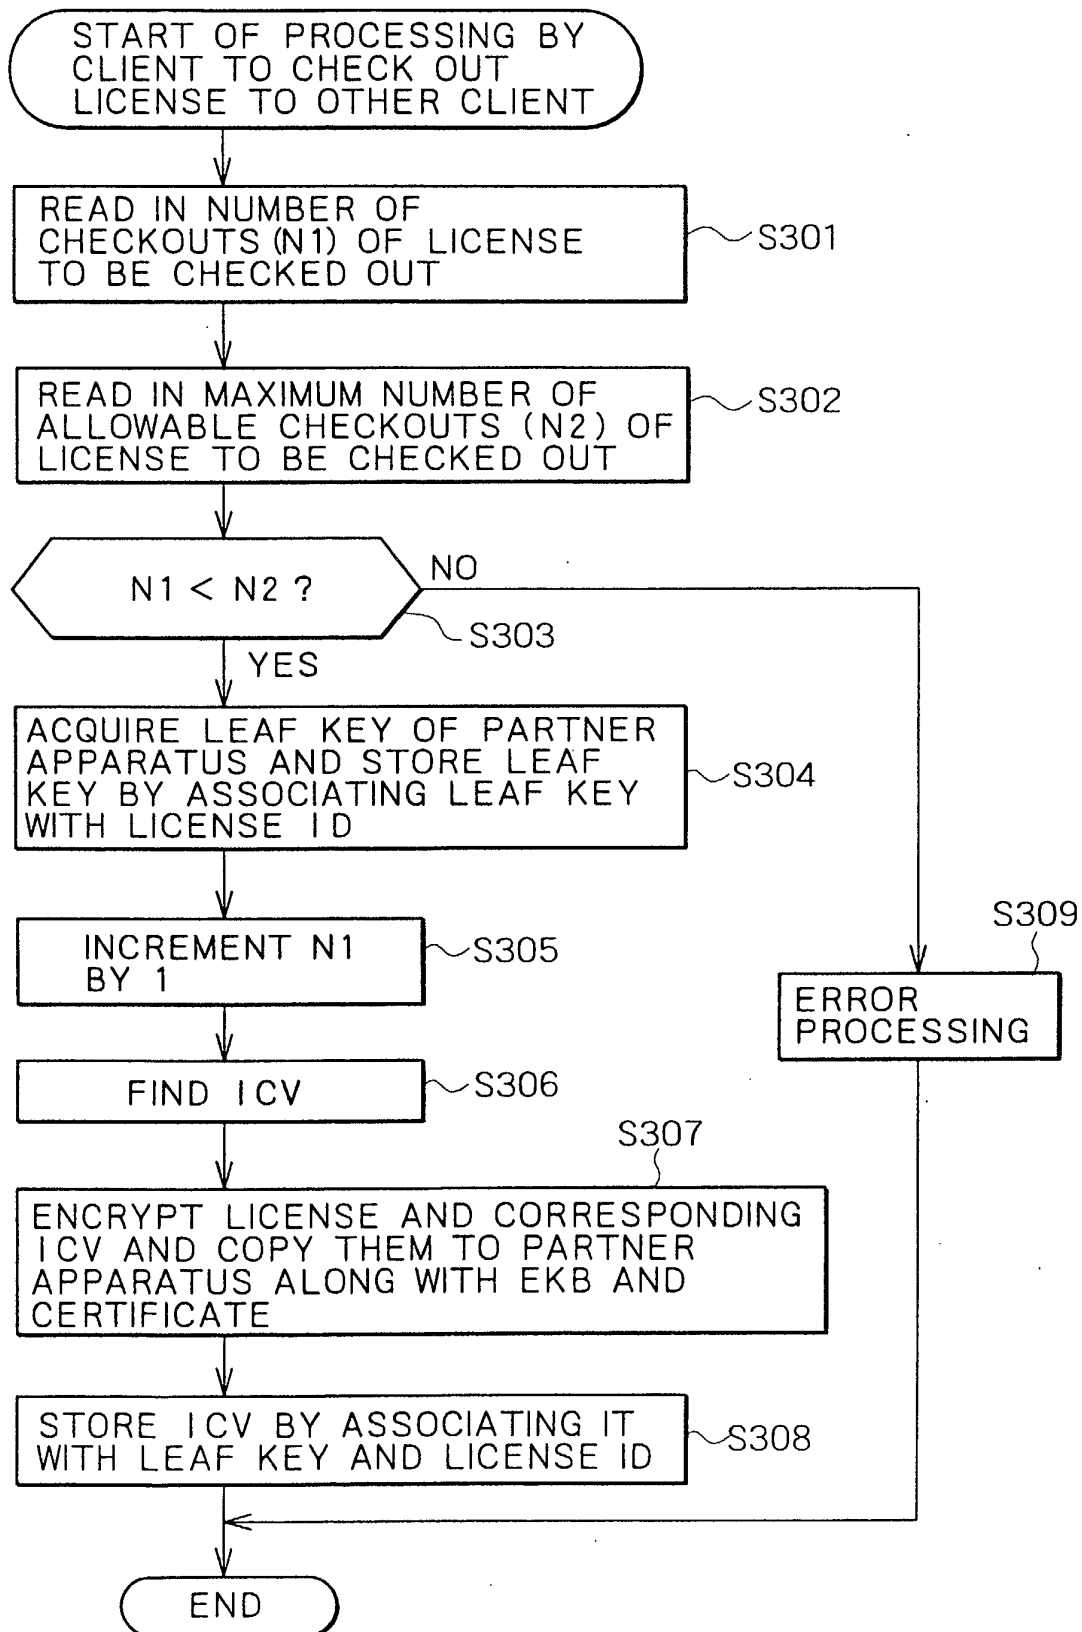 START OF PROCESSING BY
CLIENT TO CHECK OUT
LICENSE TO OTHER CLIENT
READ IN NUMBER OF
CHECKOUTS (N1) OF LICENSE
TO BE CHECKED OUT
S301
READ IN MAXIMUM NUMBER OF
ALLOWABLE CHECKOUTS (N2) OF
LICENSE TO BE CHECKED OUT
S302
N1 < N2 ?
NO
S303
YES
ACQUIRE LEAF KEY OF PARTNER
APPARATUS AND STORE LEAF
KEY BY ASSOCIATING LEAF KEY
WITH LICENSE ID
S304
INCREMENT N1
BY 1
S305
S309
ERROR
PROCESSING
FIND ICV
S306
S307
ENCRYPT LICENSE AND CORRESPONDING
ICV AND COPY THEM TO PARTNER
APPARATUS ALONG WITH EKB AND
CERTIFICATE
STORE ICV BY ASSOCIATING IT
WITH LEAF KEY AND LICENSE ID
S308
END